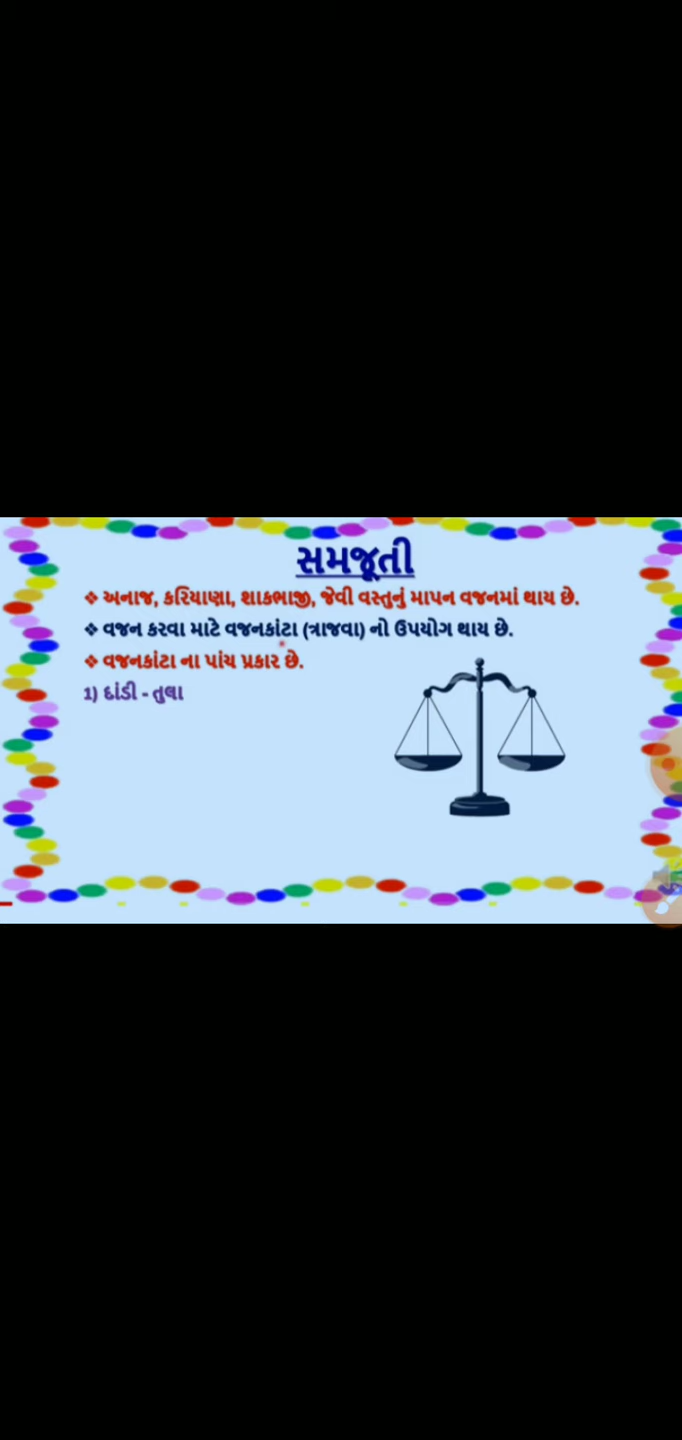 સમજૂતી
❖ અનાજ, કરિયાણા, શાકભાજી, જેવી વસ્તુનું માપન વજનમાં થાય છે.
❖ વજન કરવા માટે વજનકાંટા (ત્રાજવા) નો ઉપયોગ થાય છે.
❖ વજનકાંટા ના પાંચ પ્રકાર છે.
1) દાંડી - તુલા